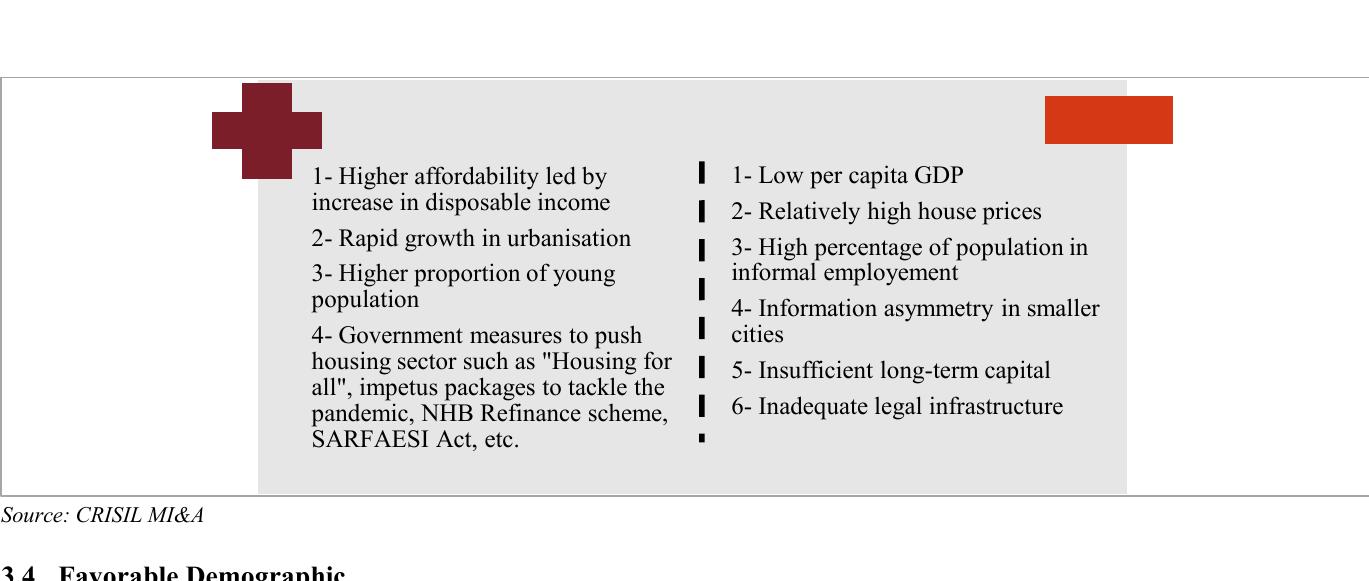 1- Higher affordability led by
increase in disposable income
2- Rapid growth in urbanisation
3- Higher proportion of young
population
4- Government measures to push
housing sector such as "Housing for
all", impetus packages to tackle the
pandemic, NHB Refinance scheme,
SARFAESI Act, etc.
1- Low per capita GDP
2- Relatively high house prices
3- High percentage of population in
informal employement
4- Information asymmetry in smaller
cities
5- Insufficient long-term capital
6- Inadequate legal infrastructure
Source: CRISIL MI&A
3.4 Favorable Demographic